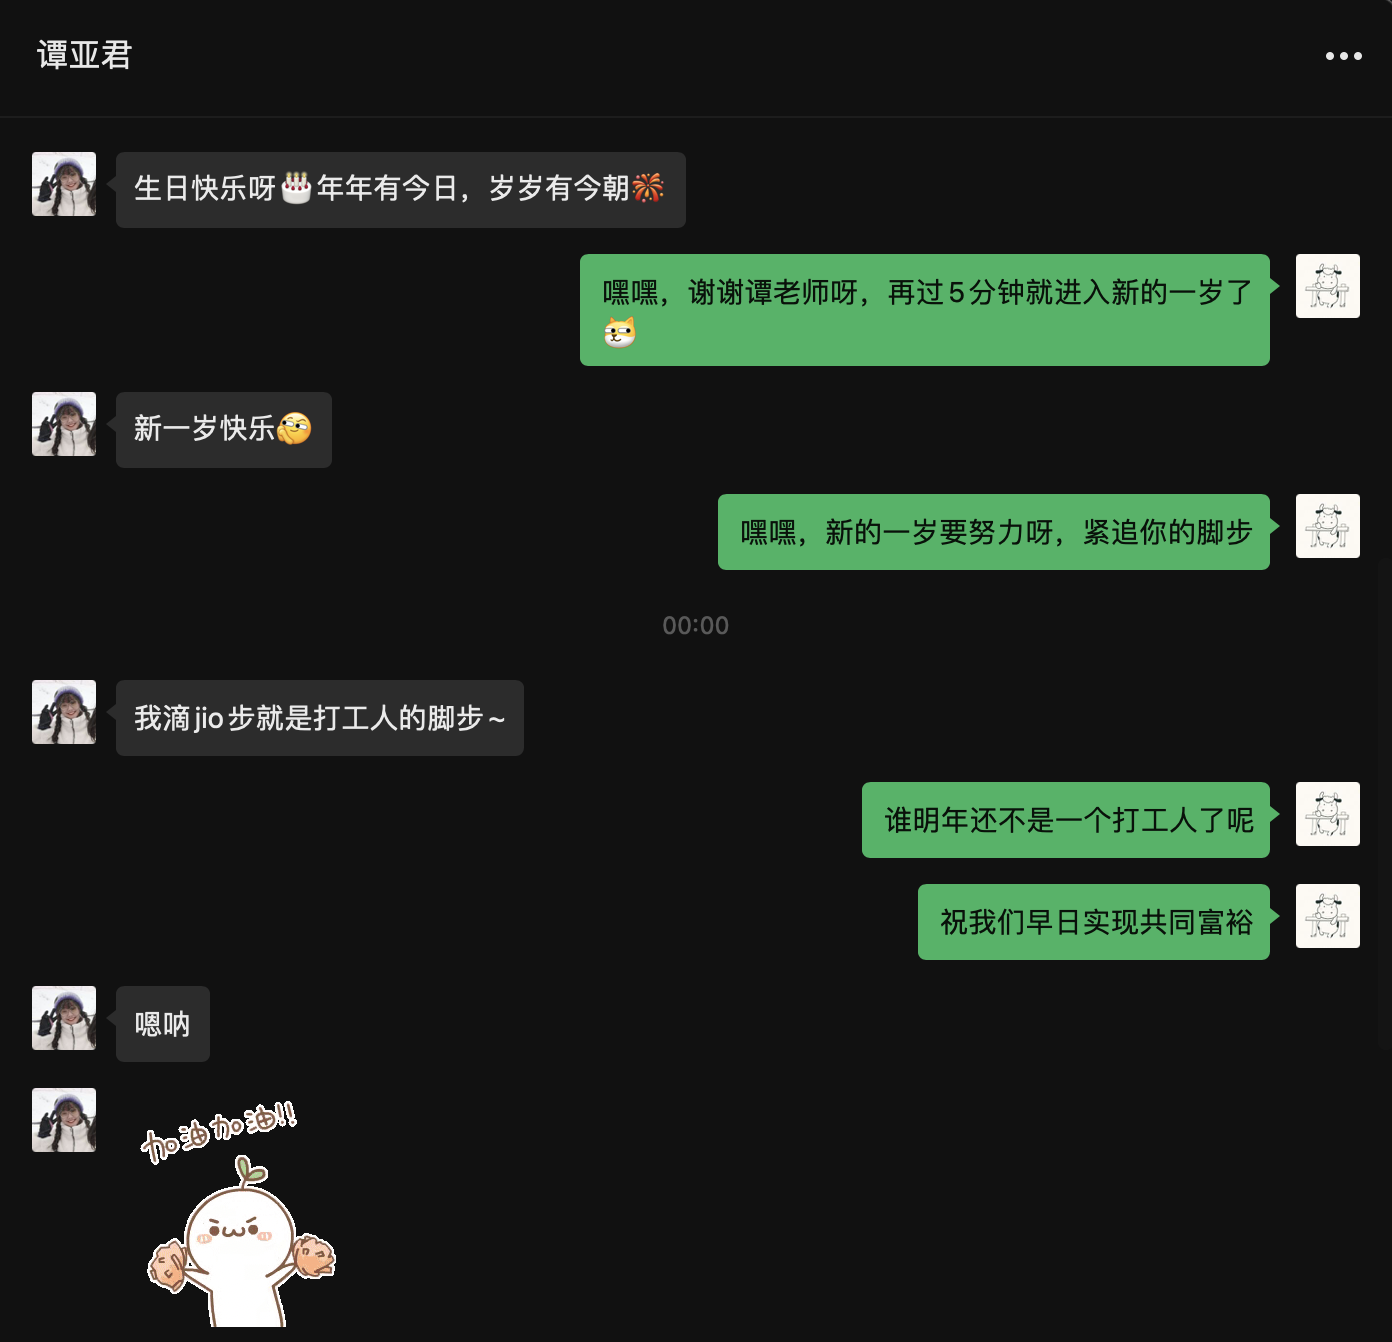 谭亚君
生日快乐呀🎂年年有今日，岁岁有今朝🎆
嘿嘿，谢谢谭老师呀，再过5分钟就进入新的一岁了
新一岁快乐
嘿嘿，新的一岁要努力呀，紧追你的脚步
00:00
我滴jio步就是打工人的脚步~
谁明年还不是一个打工人了呢
祝我们早日实现共同富裕
嗯呐
加油加油!!